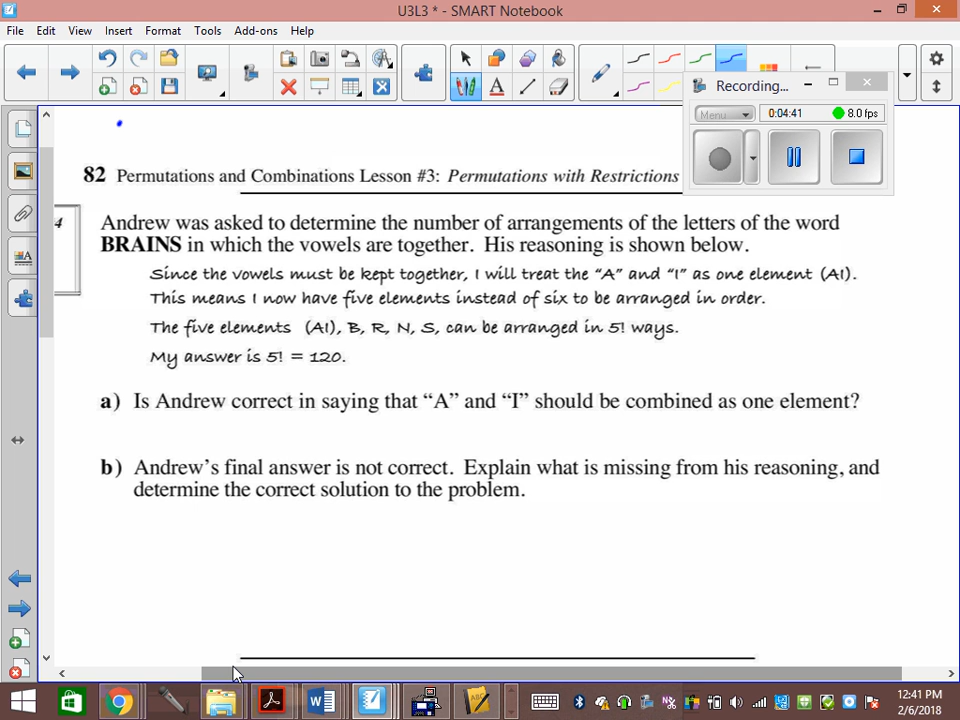 U3L3 * - SMART Notebook
File Edit View Insert Format Tools Add-ons Help
Recording...
Menu 0:04:41 8.0 fps
82 Permutations and Combinations Lesson #3: Permutations with Restrictions
4
Andrew was asked to determine the number of arrangements of the letters of the word
BRAINS in which the vowels are together. His reasoning is shown below.
Since the vowels must be kept together, I will treat the “A” and “I” as one element (AI).
This means I now have five elements instead of six to be arranged in order.
The five elements (AI), B, R, N, S, can be arranged in 5! ways.
My answer is 5! = 120.
a) Is Andrew correct in saying that “A” and “I” should be combined as one element?
b) Andrew’s final answer is not correct. Explain what is missing from his reasoning, and
determine the correct solution to the problem.
12:41 PM
2/6/2018